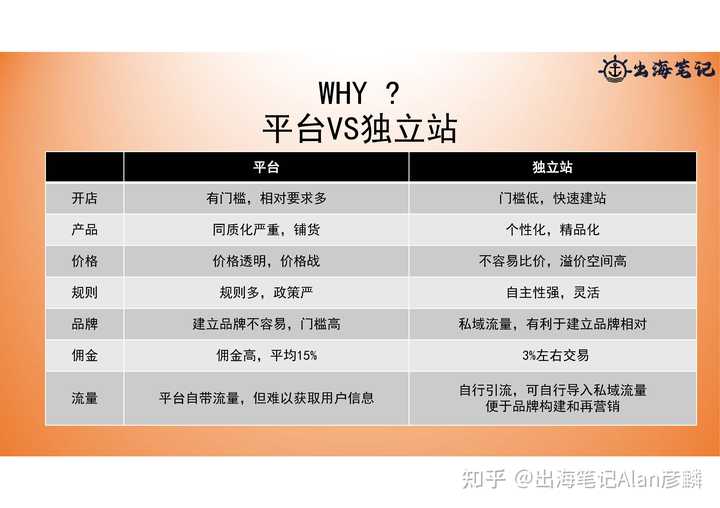 出海笔记
WHY ?
平台VS独立站
平台 独立站
开店 有门槛，相对要求多 门槛低，快速建站
产品 同质化严重，铺货 个性化，精品化
价格 价格透明，价格战 不容易比价，溢价空间高
规则 规则多，政策严 自主性强，灵活
品牌 建立品牌不容易，门槛高 私域流量，有利于建立品牌相对
佣金 佣金高，平均15% 3%左右交易
流量 平台自带流量，但难以获取用户信息 自行引流，可自行导入私域流量
便于品牌构建和再营销
知乎 @出海笔记Alan彦麟